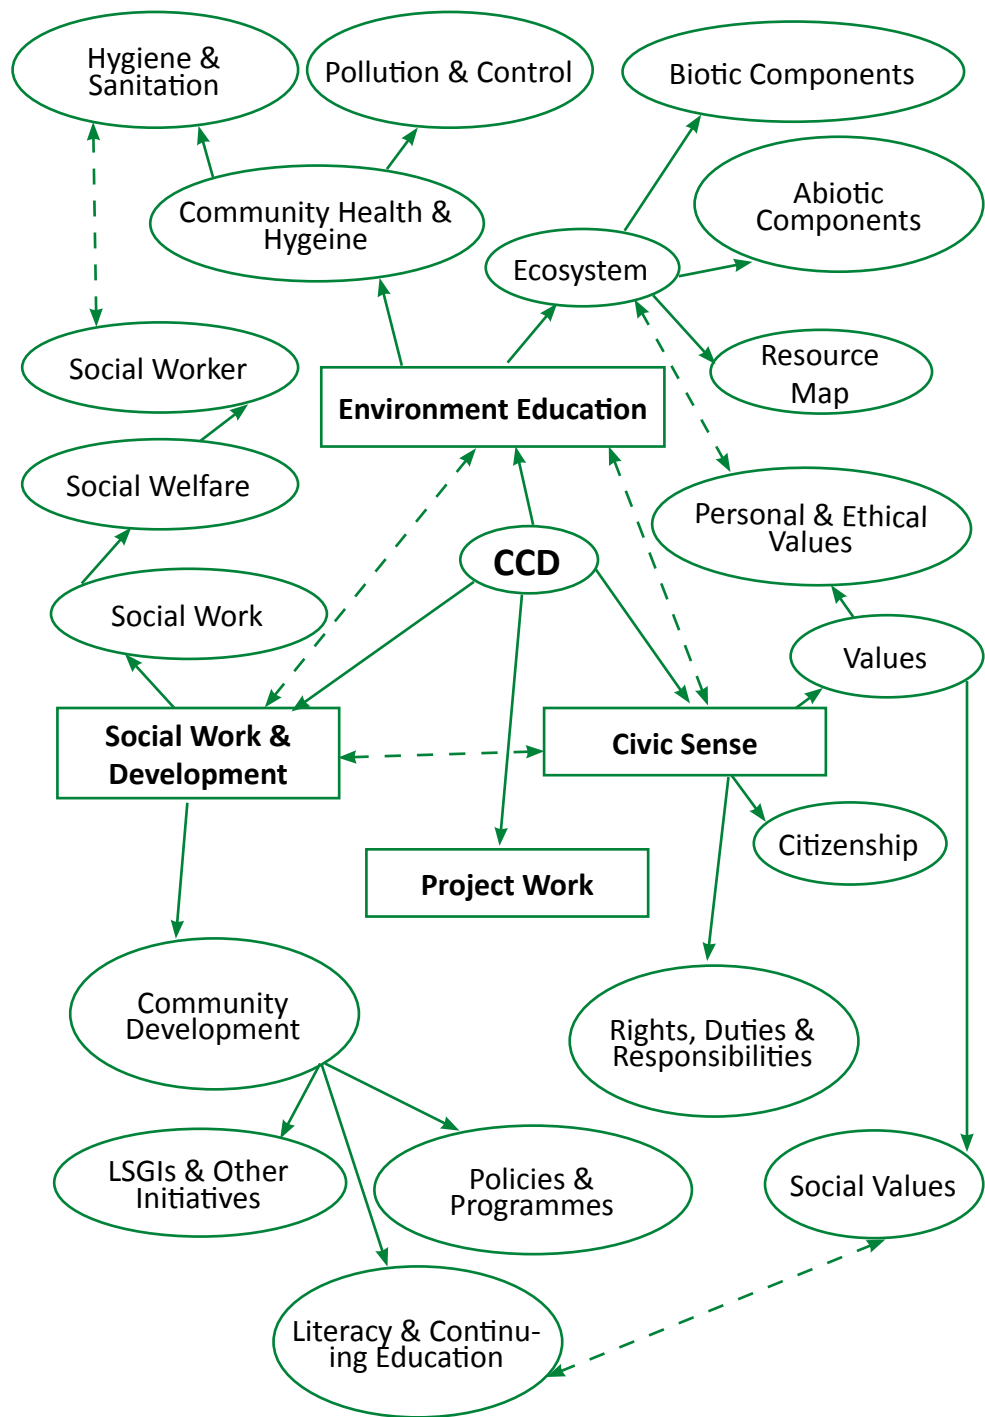 Hygiene &
Sanitation
Pollution & Control
Biotic Components
Community Health &
Hygeine
Abiotic
Components
Ecosystem
Social Worker
Resource
Map
Environment Education
Social Welfare
Personal & Ethical
Values
CCD
Social Work
Values
Social Work &
Development
Civic Sense
Citizenship
Project Work
Community
Development
Rights, Duties &
Responsibilities
LSGIs & Other
Initiatives
Policies &
Programmes
Social Values
Literacy & Continu-
ing Education